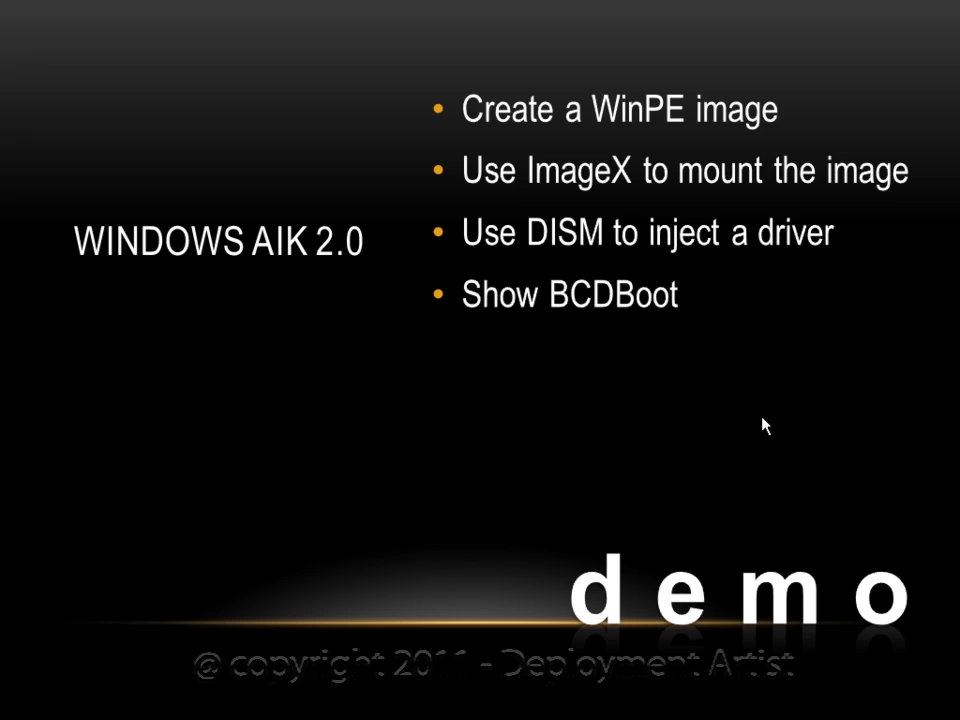 WINDOWS AIK 2.0
• Create a WinPE image
• Use ImageX to mount the image
• Use DISM to inject a driver
• Show BCDBoot
demo
@ copyright 2011 - Deployment Artist